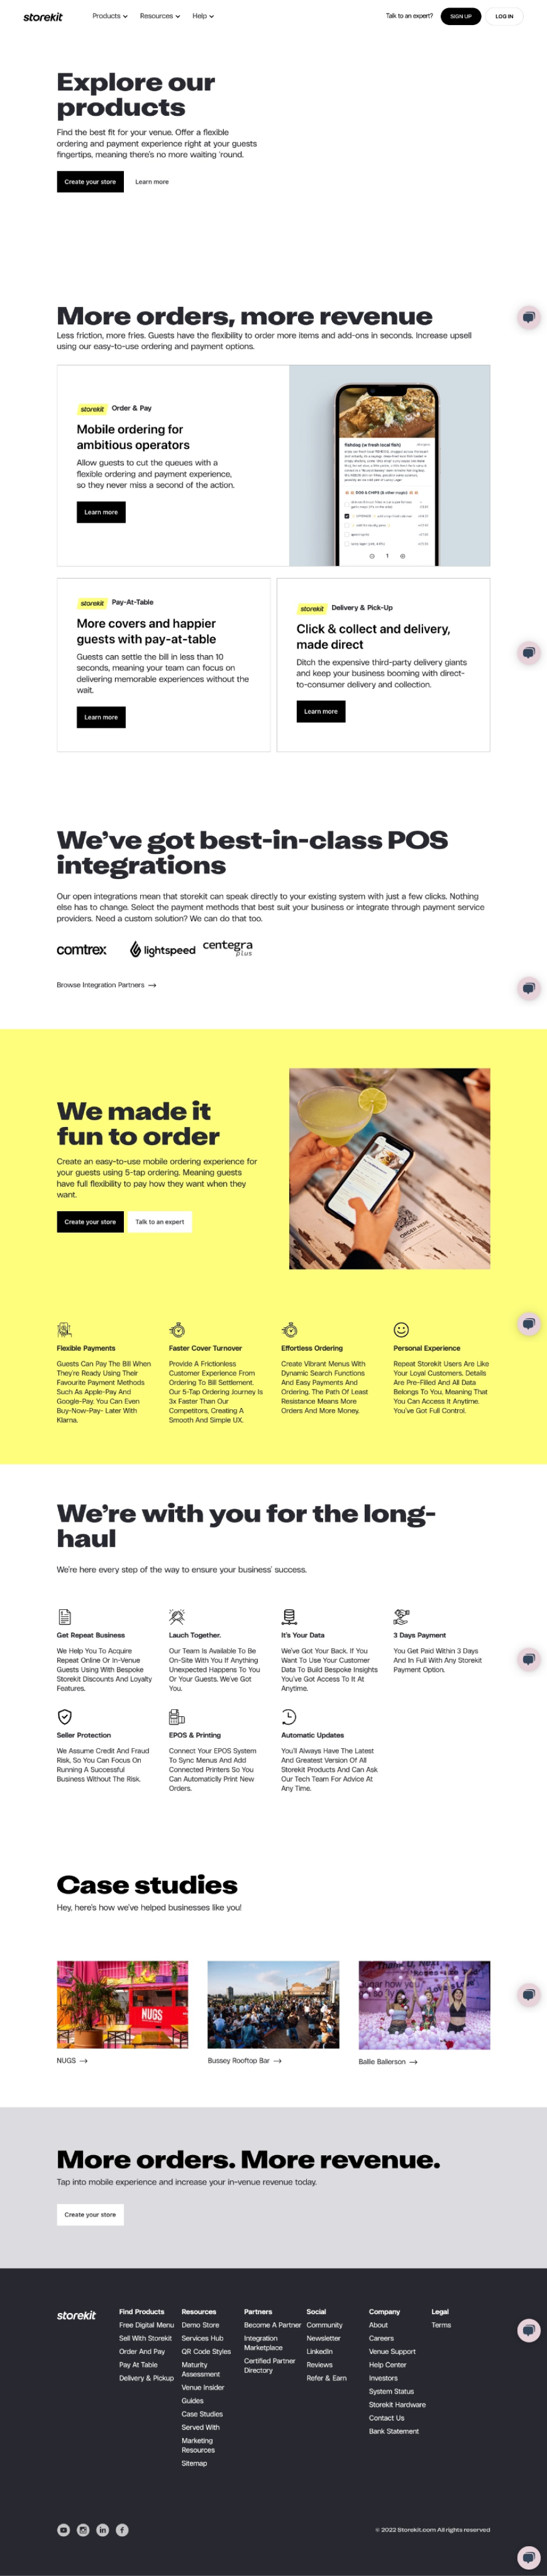 storekit
Products
Resources
Help
Talk to an expert?
SIGN UP
LOG IN
Explore our
products
Find the best fit for your venue. Offer a flexible
ordering and payment experience right at your guests
fingertips, meaning there's no more waiting 'round.
Create your store
Learn more
More orders, more revenue
Less friction, more fries. Guests have the flexibility to order more items and add-ons in seconds. Increase upsell
using our easy-to-use ordering and payment options.
storekit Order & Pay
Mobile ordering for
ambitious operators
Allow guests to cut the queues with a
flexible ordering and payment experience,
so they never miss a second of the action.
Learn more
Rahdag (w fresh local fish)
1
storekit Pay-At-Table
More covers and happier
guests with pay-at-table
Guests can settle the bill in less than 10
seconds, meaning your team can focus on
delivering memorable experiences without the
wait.
Learn more
storekit Delivery & Pick-Up
Click & collect and delivery,
made direct
Ditch the expensive third-party delivery giants
and keep your business booming with direct-
to-consumer delivery and collection.
Learn more
We've got best-in-class POS
integrations
Our open integrations mean that storekit can speak directly to your existing system with just a few clicks. Nothing
else has to change. Select the payment methods that best suit your business or integrate through payment service
providers. Need a custom solution? We can do that too.
comtrex
lightspeed
centegra
plus
Browse Integration Partners →
We made it
fun to order
Create an easy-to-use mobile ordering experience for
your guests using 5-tap ordering. Meaning guests
have full flexibility to pay how they want when they
want.
Create your store
Talk to an expert
ORDER HERE
Flexible Payments
Guests Can Pay The Bill When
They're Ready Using Their
Favourite Payment Methods
Such As Apple-Pay And
Google-Pay. You Can Even
Buy-Now-Pay- Later With
Klarna.
Faster Cover Turnover
Provide A Frictionless
Customer Experience From
Ordering To Bill Settlement.
Our 5-Tap Ordering Journey Is
3x Faster Than Our
Competitors, Creating A
Smooth And Simple UX.
Effortless Ordering
Create Vibrant Menus With
Dynamic Search Functions
And Easy Payments And
Ordering. The Path Of Least
Resistance Means More
Orders And More Money.
Personal Experience
Repeat Storekit Users Are Like
Your Loyal Customers, Details
Are Pre-Filled And All Data
Belongs To You, Meaning That
You Can Access It Anytime.
You've Got Full Control.
We're with you for the long-
haul
We're here every step of the way to ensure your business' success.
Get Repeat Business
We Help You To Acquire
Repeat Online Or In-Venue
Guests Using With Bespoke
Storekit Discounts And Loyalty
Features.
Lauch Together.
Our Team Is Available To Be
On-Site With You If Anything
Unexpected Happens To You
Or Your Guests. We've Got
You.
It's Your Data
We've Got Your Back. If You
Want To Use Your Customer
Data To Build Bespoke Insights
You've Got Access To It At
Anytime.
3 Days Payment
You Get Paid Within 3 Days
And In Full With Any Storekit
Payment Option.
Seller Protection
We Assume Credit And Fraud
Risk, So You Can Focus On
Running A Successful
Business Without The Risk.
EPOS & Printing
Connect Your EPOS System
To Sync Menus And Add
Connected Printers So You
Can Automaticlly Print New
Orders.
Automatic Updates
You'll Always Have The Latest
And Greatest Version Of All
Storekit Products And Can Ask
Our Tech Team For Advice At
Any Time.
Case studies
Hey, here's how we've helped businesses like you!
NUGS
NUGS →
Bussey Rooftop Bar →
Ballie Ballerson →
More orders. More revenue.
Tap into mobile experience and increase your in-venue revenue today.
Create your store
storekit
Find Products
Free Digital Menu
Sell With Storekit
Order And Pay
Pay At Table
Delivery & Pickup
Resources
Demo Store
Services Hub
QR Code Styles
Maturity
Assessment
Venue Insider
Guides
Case Studies
Served With
Marketing
Resources
Sitemap
Partners
Become A Partner
Integration
Marketplace
Certified Partner
Directory
Social
Community
Newsletter
LinkedIn
Reviews
Refer & Earn
Company
About
Careers
Venue Support
Help Center
Investors
System Status
Storekit Hardware
Contact Us
Bank Statement
Legal
Terms
© 2022 Storekit.com All rights reserved